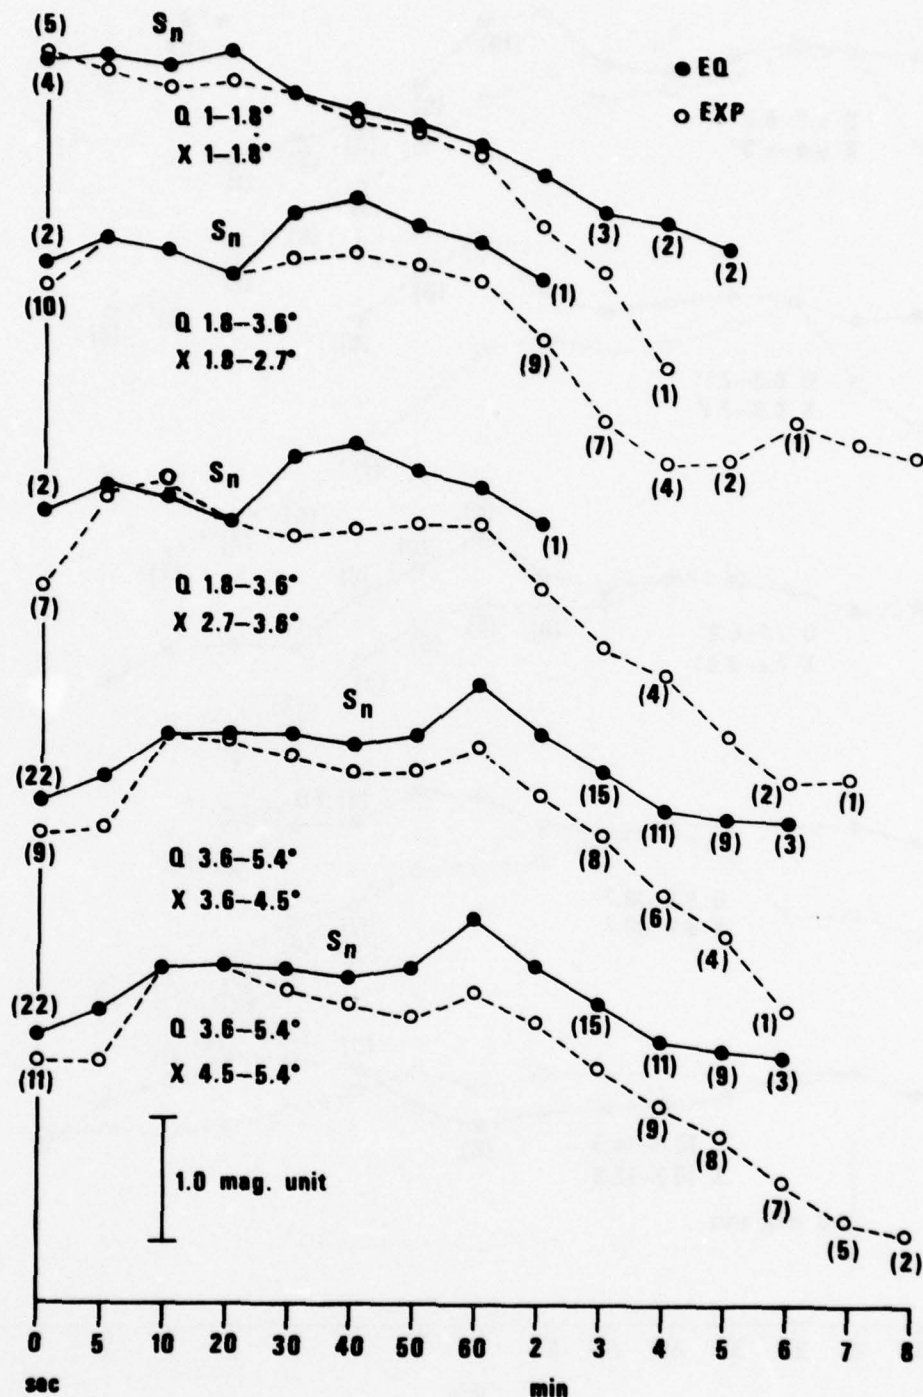 (5)
S_n
● EQ
(4)
○ EXP
Q 1–1.8°
X 1–1.8°
(2)
S_n
(3)
(2)
(2)
(10)
(1)
Q 1.8–3.6°
X 1.8–2.7°
(9)
(1)
(7)
(4)
(2)
(1)
(2)
S_n
(1)
(7)
Q 1.8–3.6°
X 2.7–3.6°
(4)
(2)
(1)
S_n
(22)
(15)
(11)
(9)
(3)
(9)
(8)
Q 3.6–5.4°
X 3.6–4.5°
(6)
(4)
(1)
S_n
(22)
(15)
(11)
(9)
(3)
(11)
Q 3.6–5.4°
X 4.5–5.4°
(9)
(8)
(7)
(5)
(2)
1.0 mag. unit
0 5 10 20 30 40 50 60 2 3 4 5 6 7 8
sec min